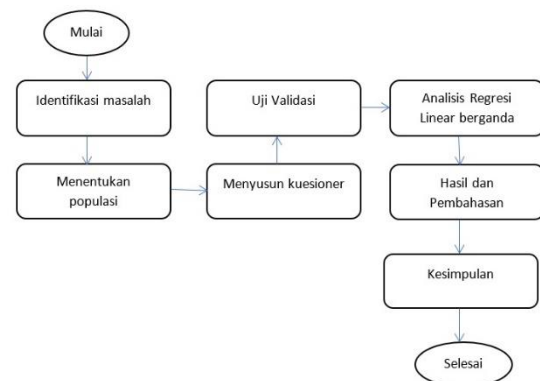 Mulai
Identifikasi masalah
Menentukan
populasi
Menyusun kuesioner
Uji Validasi
Analisis Regresi
Linear berganda
Hasil dan
Pembahasan
Kesimpulan
Selesai